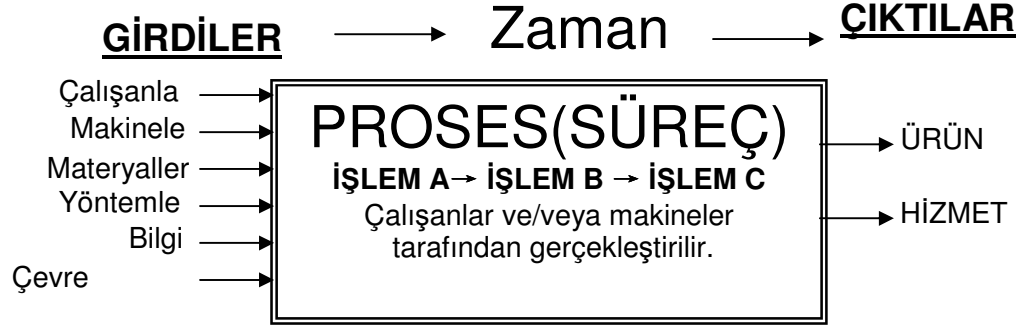 GİRDİLER → Zaman → ÇIKTILAR
Çalışanla
Makinele
Materyaller
Yöntemle
Bilgi
Çevre
PROSES(SÜREÇ)
İŞLEM A→ İŞLEM B → İŞLEM C
Çalışanlar ve/veya makineler
tarafından gerçekleştirilir.
ÜRÜN
HİZMET